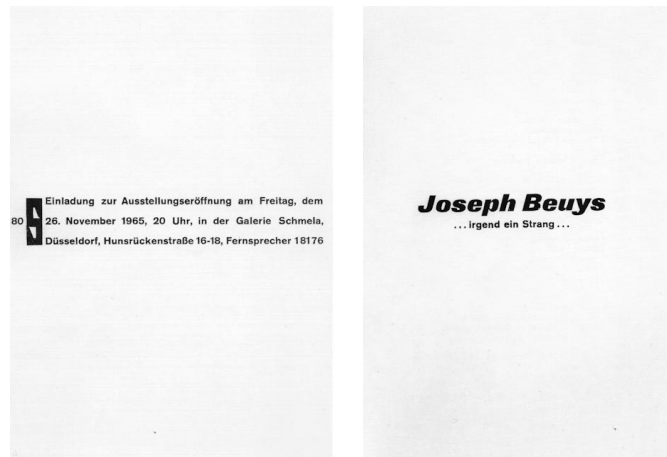 Einladung zur Ausstellungseröffnung am Freitag, dem
80 26. November 1965, 20 Uhr, in der Galerie Schmela,
Düsseldorf, Hunsrückenstraße 16-18, Fernsprecher 18176
Joseph Beuys
...irgend ein Strang...